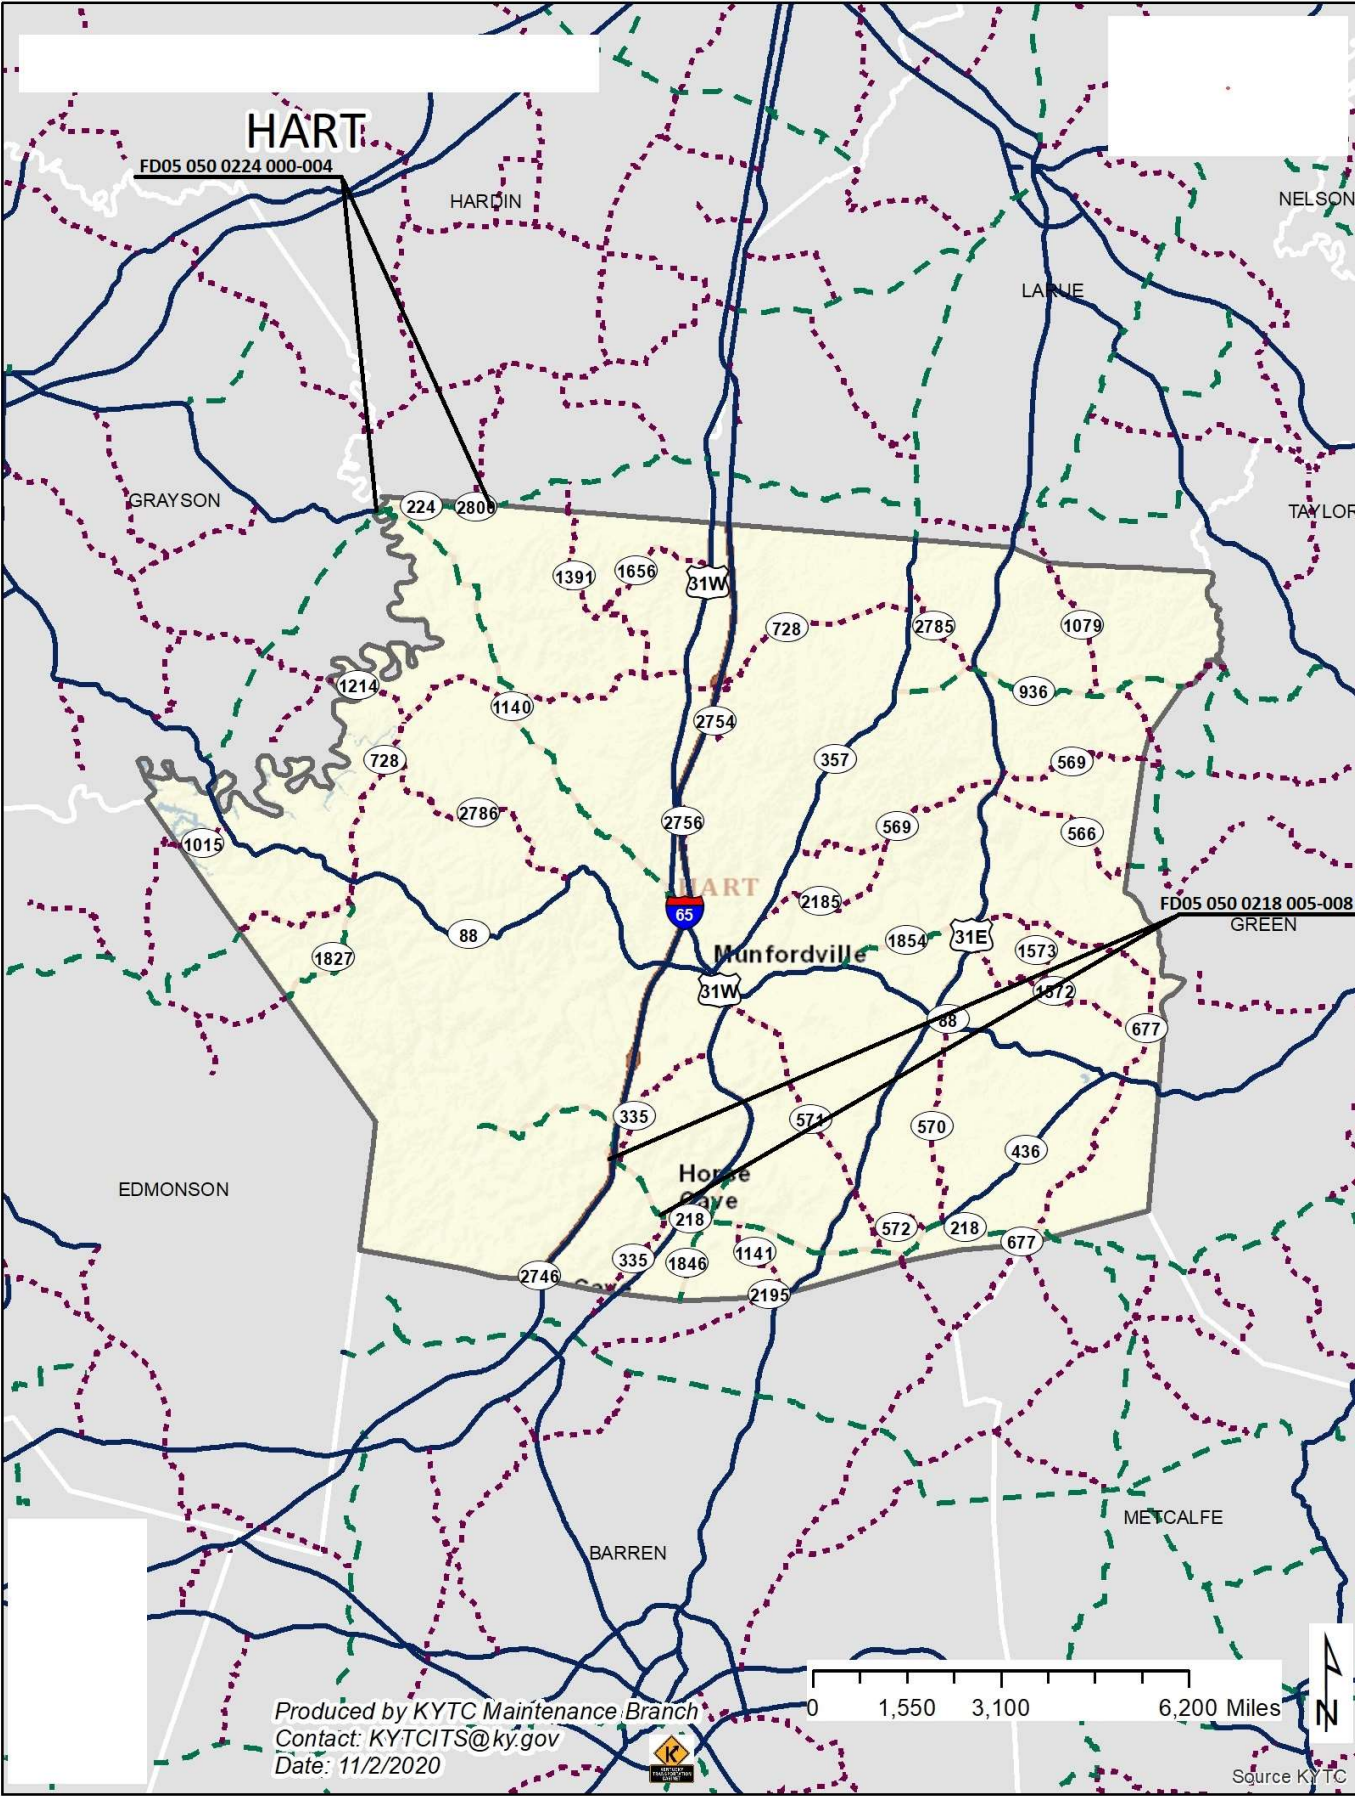 HART
FD05 050 0224 000-004
HARDIN
NELSON
LARUE
GRAYSON
224
2800
TAYLOR
1391
1656
31W
728
2785
1079
1214
1140
936
2754
728
357
569
2786
2756
569
566
1015
HART
65
2185
FD05 050 0218 005-008
GREEN
88
1854
31E
1573
1827
Munfordville
31W
1572
88
677
335
571
570
436
EDMONSON
Horse
Cave
218
572
218
677
335
1846
1141
2746
Cave
2195
METCALFE
BARREN
0 1,550 3,100 6,200 Miles
N
Produced by KYTC Maintenance Branch
Contact: KYTCITS@ky.gov
Date: 11/2/2020
KENTUCKY
TRANSPORTATION
CABINET
Source KYTC